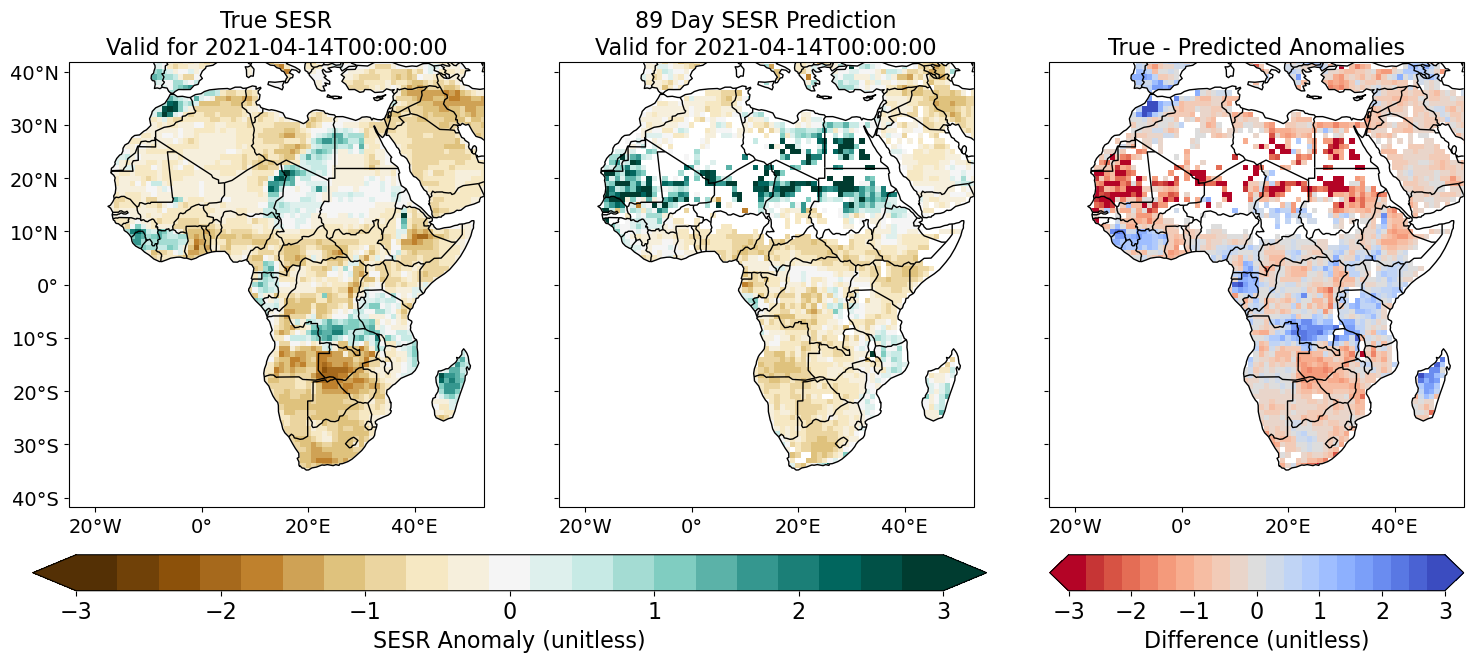 True SESR
Valid for 2021-04-14T00:00:00
89 Day SESR Prediction
Valid for 2021-04-14T00:00:00
True - Predicted Anomalies
40°N
30°N
20°N
10°N
0°
10°S
20°S
30°S
40°S
20°W 0° 20°E 40°E
20°W 0° 20°E 40°E
20°W 0° 20°E 40°E
−3 −2 −1 0 1 2 3
SESR Anomaly (unitless)
−3 −2 −1 0 1 2 3
Difference (unitless)